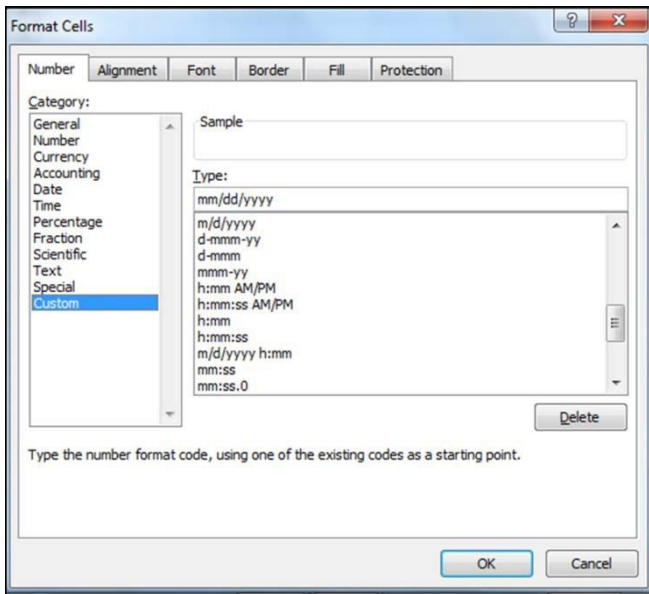 Format Cells
Number Alignment Font Border Fill Protection
Category:
General
Number
Currency
Accounting
Date
Time
Percentage
Fraction
Scientific
Text
Special
Custom
Sample
Type:
mm/dd/yyyy
m/d/yyyy
d-mmm-yy
d-mmm
mmm-yy
h:mm AM/PM
h:mm:ss AM/PM
h:mm
h:mm:ss
m/d/yyyy h:mm
mm:ss
mm:ss.0
Delete
Type the number format code, using one of the existing codes as a starting point.
OK Cancel